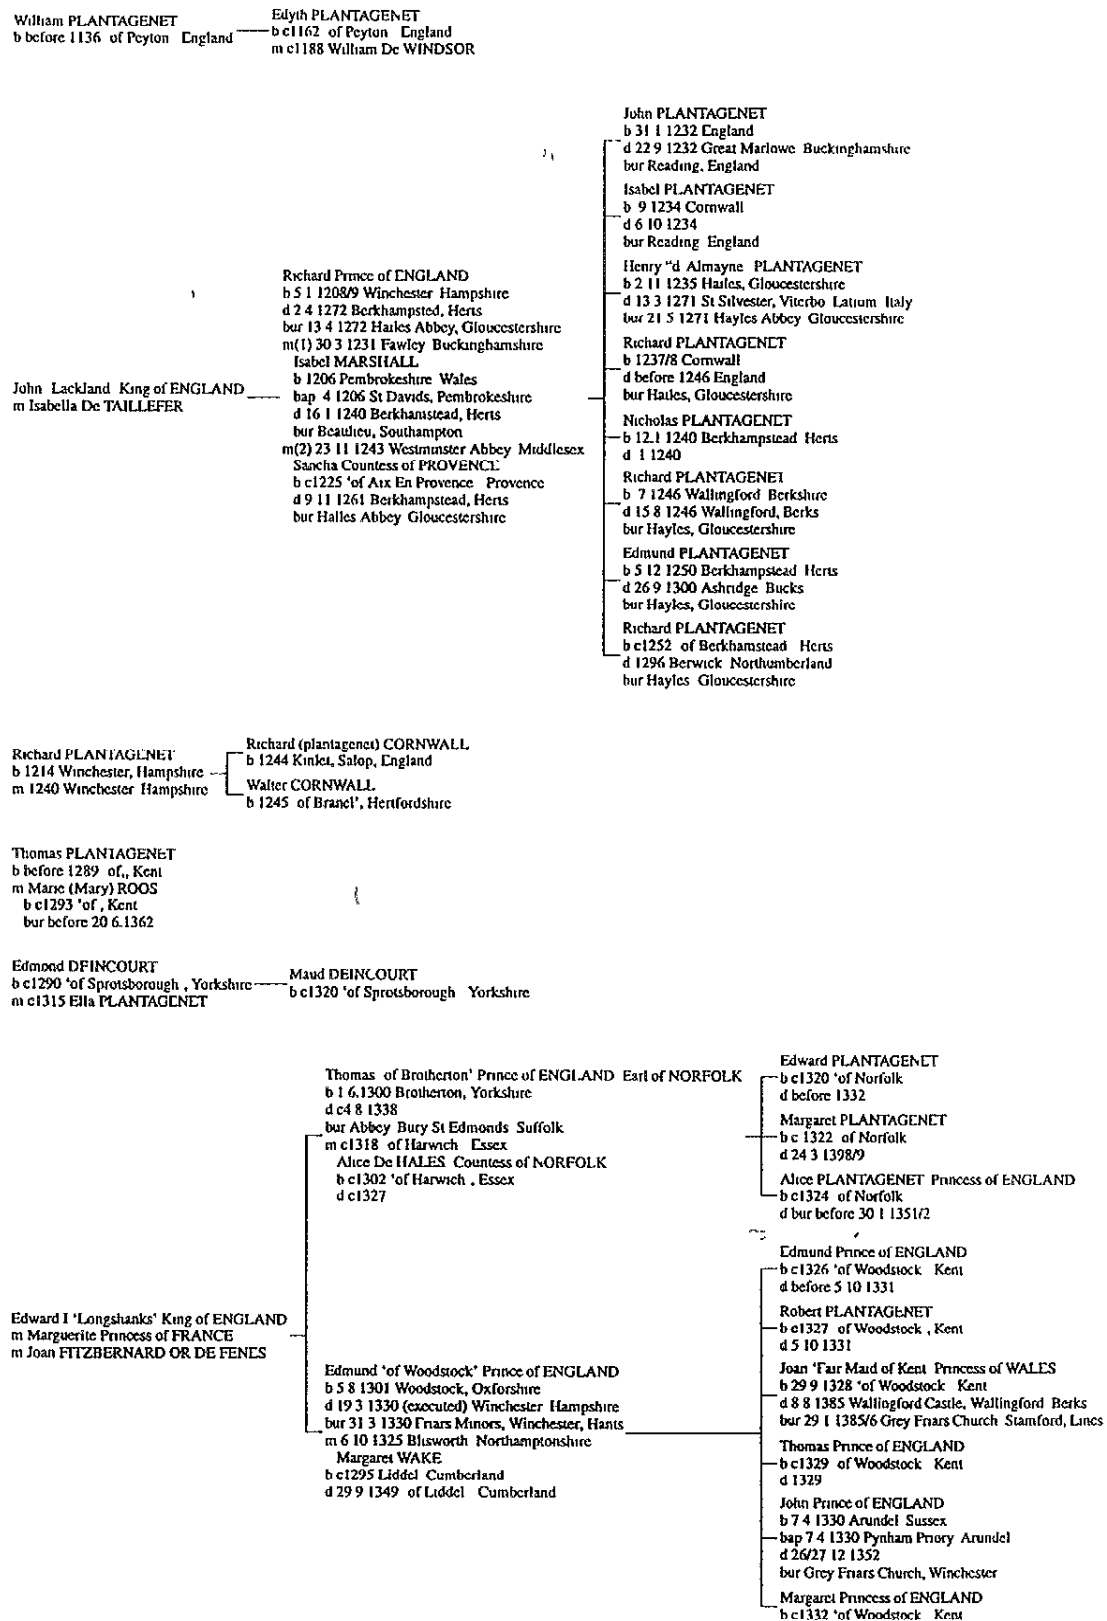 William PLANTAGENET
b before 1136 of Peyton England
Edyth PLANTAGENET
b c1162 of Peyton England
m c1188 William De WINDSOR
John Lackland King of ENGLAND
m Isabella De TAILLEFER
Richard Prince of ENGLAND
b 5 1 1208/9 Winchester Hampshire
d 2 4 1272 Berkhampsted, Herts
bur 13 4 1272 Hailes Abbey, Gloucestershire
m(1) 30 3 1231 Fawley Buckinghamshire
Isabel MARSHALL
b 1206 Pembrokeshire Wales
bap 4 1206 St Davids, Pembrokeshire
d 16 1 1240 Berkhamstead, Herts
bur Beaulieu, Southampton
m(2) 23 11 1243 Westminster Abbey Middlesex
Sancha Countess of PROVENCE
b c1225 'of Aix En Provence Provence
d 9 11 1261 Berkhampstead, Herts
bur Halles Abbey Gloucestershire
John PLANTAGENET
b 31 1 1232 England
d 22 9 1232 Great Marlowe Buckinghamshire
bur Reading, England
Isabel PLANTAGENET
b 9 1234 Cornwall
d 6 10 1234
bur Reading England
Henry "d Almayne PLANTAGENET
b 2 11 1235 Hailes, Gloucestershire
d 13 3 1271 St Silvester, Viterbo Latium Italy
bur 21 5 1271 Hayles Abbey Gloucestershire
Richard PLANTAGENET
b 1237/8 Cornwall
d before 1246 England
bur Hailes, Gloucestershire
Nicholas PLANTAGENET
b 12.1 1240 Berkhampstead Herts
d 1 1240
Richard PLANTAGENET
b 7 1246 Wallingford Berkshire
d 15 8 1246 Wallingford, Berks
bur Hayles, Gloucestershire
Edmund PLANTAGENET
b 5 12 1250 Berkhampstead Herts
d 26 9 1300 Ashridge Bucks
bur Hayles, Gloucestershire
Richard PLANTAGENET
b c1252 of Berkhamstead Herts
d 1296 Berwick Northumberland
bur Hayles Gloucestershire
Richard PLANTAGENET
b 1214 Winchester, Hampshire
m 1240 Winchester Hampshire
Richard (plantagenet) CORNWALL
b 1244 Kinlet, Salop, England
Walter CORNWALL
b 1245 of Branel', Hertfordshire
Thomas PLANTAGENET
b before 1289 of,, Kent
m Marie (Mary) ROOS
b c1293 'of , Kent
bur before 20 6.1362
Edmond DEINCOURT
b c1290 'of Sprotsborough , Yorkshire
m c1315 Ella PLANTAGENET
Maud DEINCOURT
b c1320 'of Sprotsborough Yorkshire
Edward I 'Longshanks' King of ENGLAND
m Marguerite Princess of FRANCE
m Joan FITZBERNARD OR DE FENES
Thomas of Brotherton' Prince of ENGLAND Earl of NORFOLK
b 1 6.1300 Brotherton, Yorkshire
d c4 8 1338
bur Abbey Bury St Edmonds Suffolk
m c1318 of Harwich Essex
Alice De HALES Countess of NORFOLK
b c1302 'of Harwich , Essex
d c1327
Edward PLANTAGENET
b c1320 'of Norfolk
d before 1332
Margaret PLANTAGENET
b c 1322 of Norfolk
d 24 3 1398/9
Alice PLANTAGENET Princess of ENGLAND
b c1324 of Norfolk
d bur before 30 1 1351/2
Edmund 'of Woodstock' Prince of ENGLAND
b 5 8 1301 Woodstock, Oxforshire
d 19 3 1330 (executed) Winchester Hampshire
bur 31 3 1330 Friars Minors, Winchester, Hants
m 6 10 1325 Blisworth Northamptonshire
Margaret WAKE
b c1295 Liddel Cumberland
d 29 9 1349 of Liddel Cumberland
Edmund Prince of ENGLAND
b c1326 'of Woodstock Kent
d before 5 10 1331
Robert PLANTAGENET
b c1327 of Woodstock , Kent
d 5 10 1331
Joan 'Fair Maid of Kent Princess of WALES
b 29 9 1328 'of Woodstock Kent
d 8 8 1385 Wallingford Castle, Wallingford Berks
bur 29 1 1385/6 Grey Friars Church Stamford, Lincs
Thomas Prince of ENGLAND
b c1329 of Woodstock Kent
d 1329
John Prince of ENGLAND
b 7 4 1330 Arundel Sussex
bap 7 4 1330 Pynham Priory Arundel
d 26/27 12 1352
bur Grey Friars Church, Winchester
Margaret Princess of ENGLAND
b c1332 'of Woodstock Kent